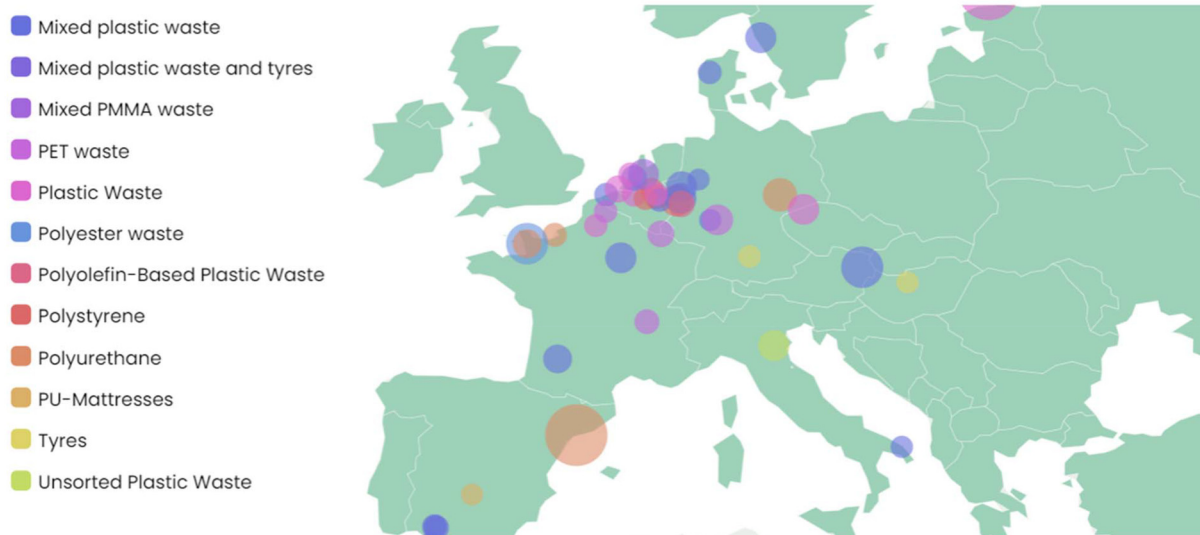 Mixed plastic waste
Mixed plastic waste and tyres
Mixed PMMA waste
PET waste
Plastic Waste
Polyester waste
Polyolefin-Based Plastic Waste
Polystyrene
Polyurethane
PU-Mattresses
Tyres
Unsorted Plastic Waste